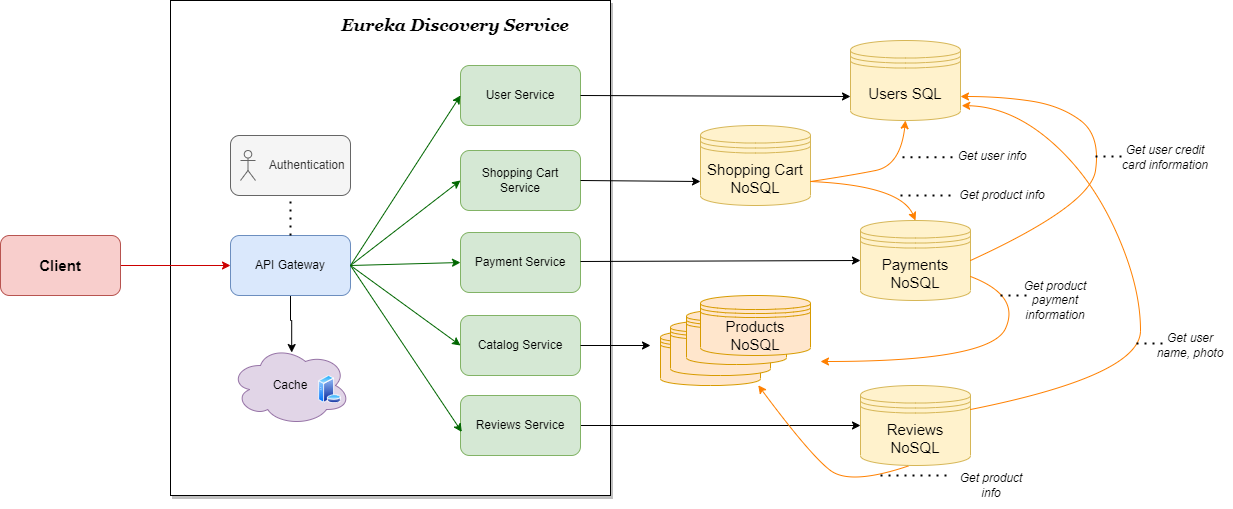 Eureka Discovery Service
User Service
Users SQL
Authentication
Shopping Cart
Service
Shopping Cart
NoSQL
Get user info
Get user credit
card information
Get product info
Client
API Gateway
Payment Service
Payments
NoSQL
Get product
payment
information
Products
NoSQL
Catalog Service
Get user
name, photo
Cache
Reviews Service
Reviews
NoSQL
Get product
info